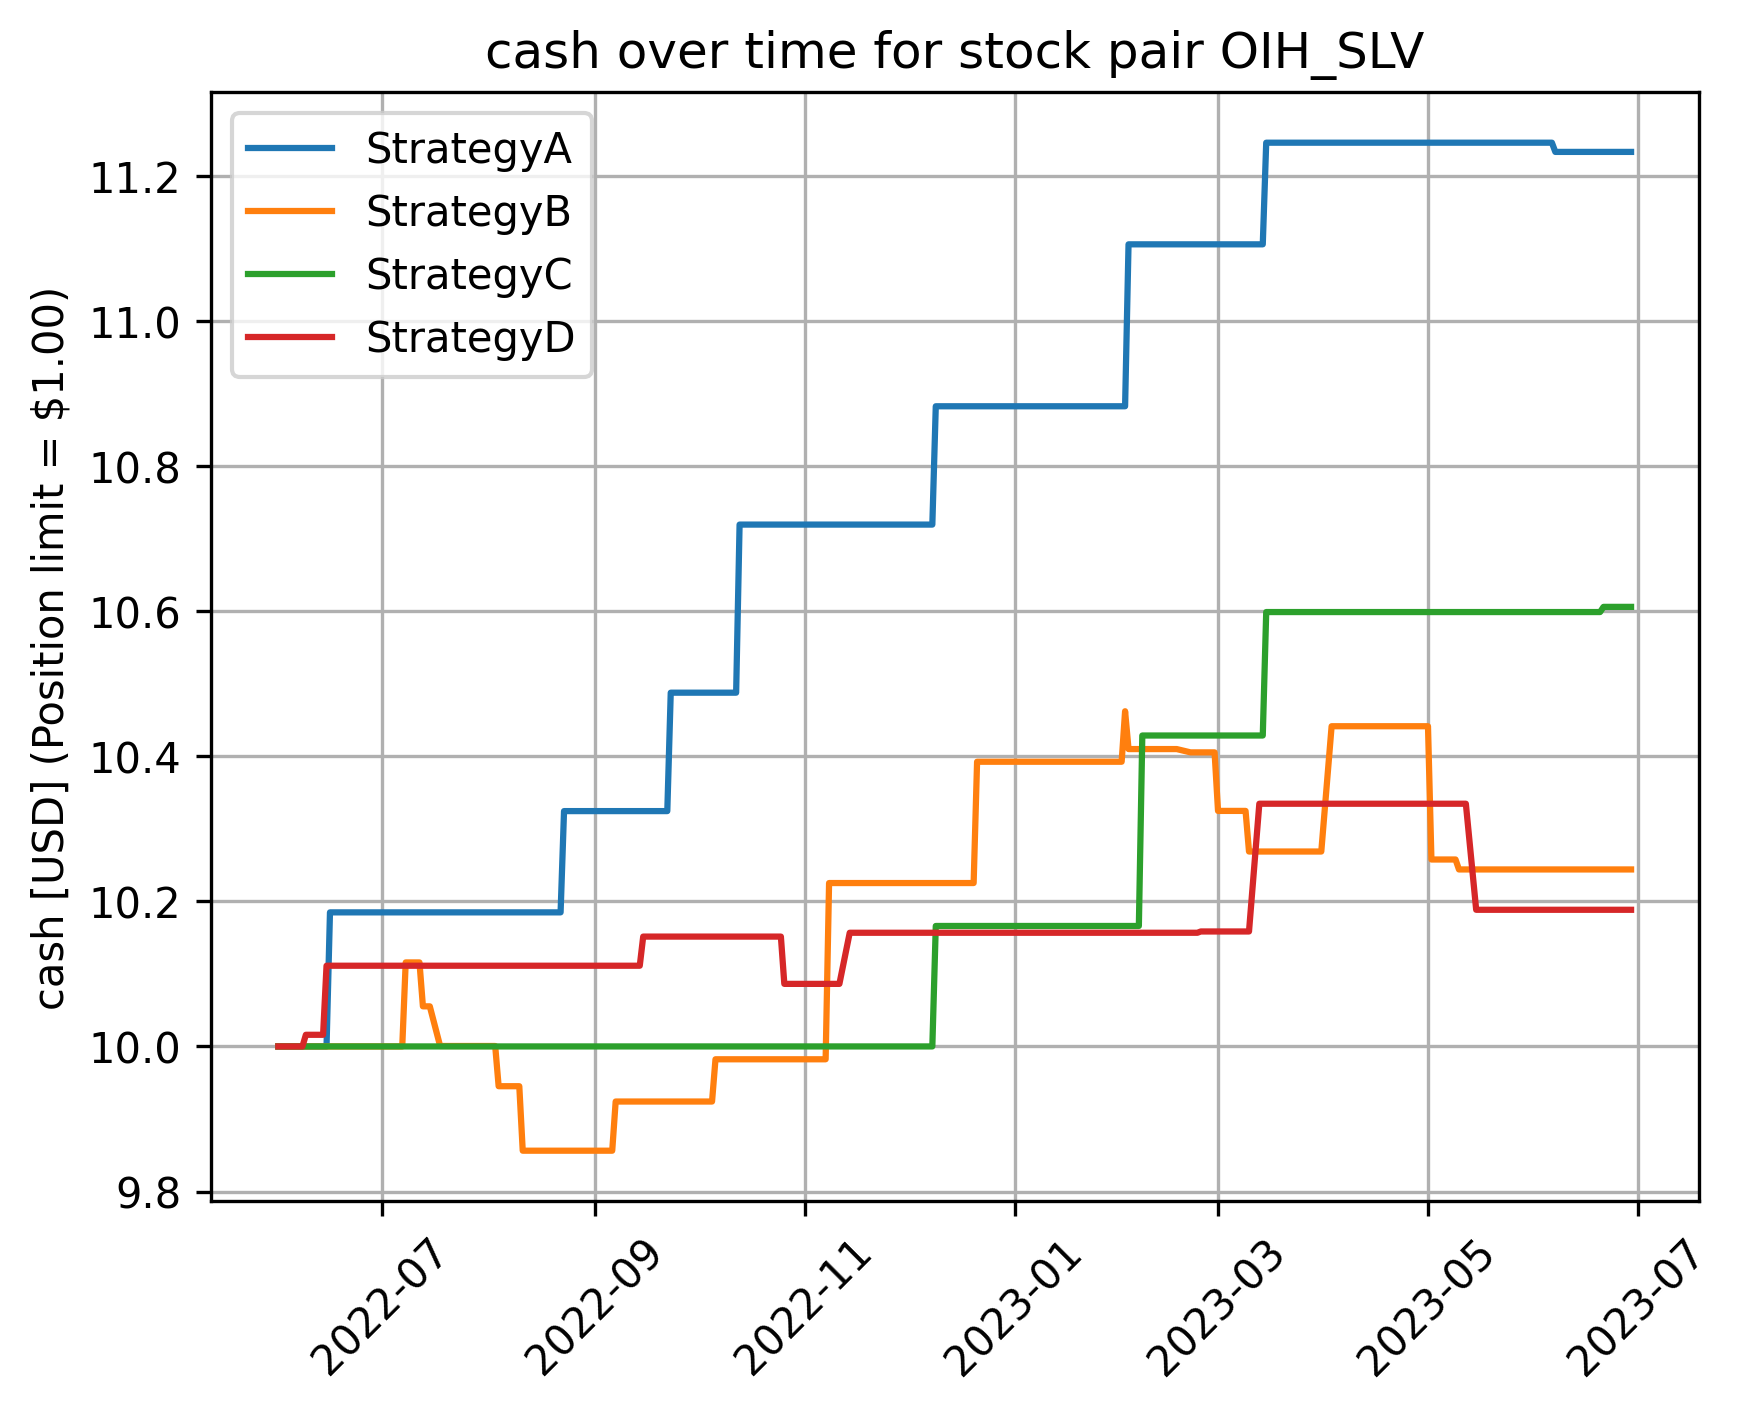 cash over time for stock pair OIH_SLV
StrategyA
StrategyB
StrategyC
StrategyD
cash [USD] (Position limit = $1.00)
11.2
11.0
10.8
10.6
10.4
10.2
10.0
9.8
2022-07
2022-09
2022-11
2023-01
2023-03
2023-05
2023-07